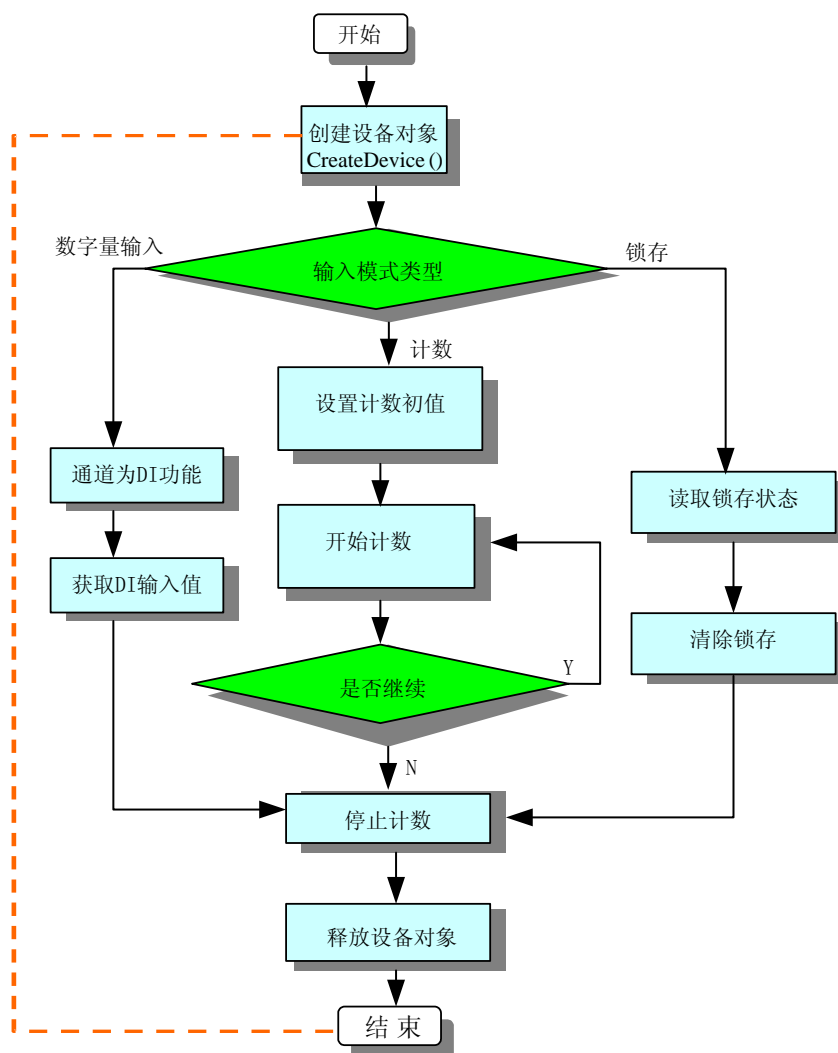 开始
创建设备对象
CreateDevice()
数字量输入
输入模式类型
锁存
计数
设置计数初值
通道为DI功能
读取锁存状态
开始计数
获取DI输入值
清除锁存
是否继续
Y
N
停止计数
释放设备对象
结 束